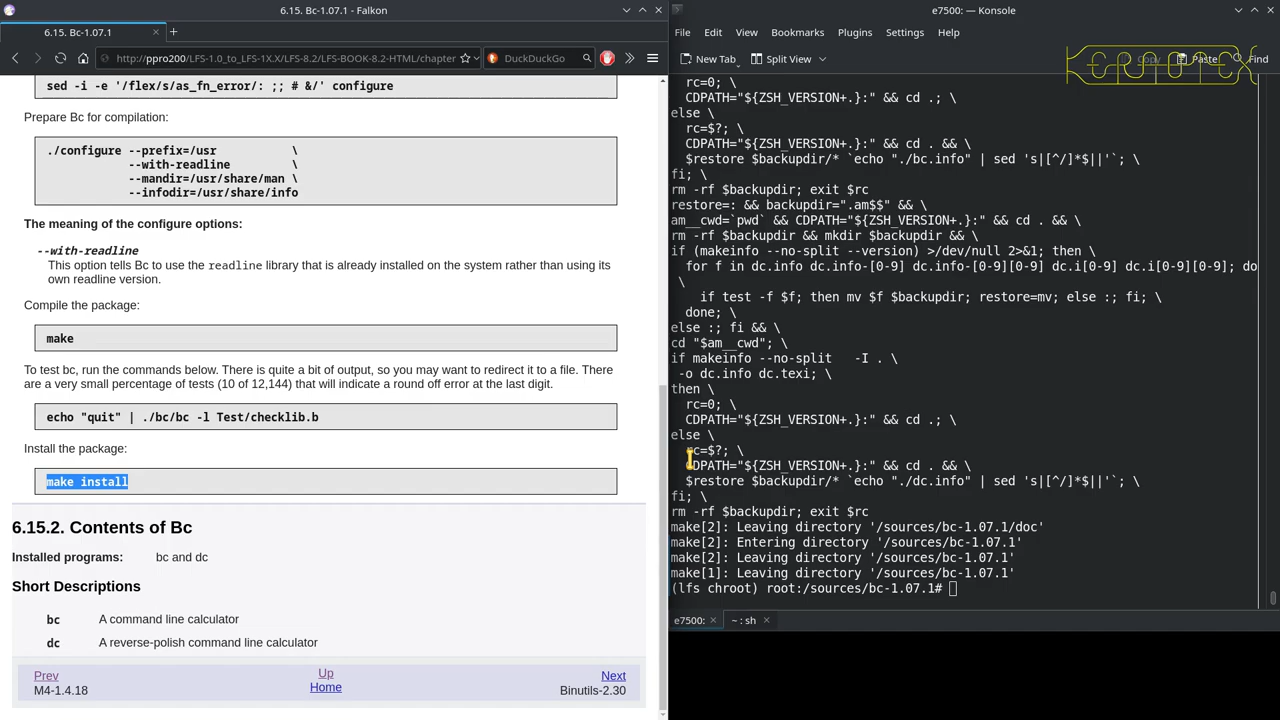 6.15. Bc-1.07.1 - Falkon
6.15. Bc-1.07.1
http://ppro200/LFS-1.0_to_LFS-1X.X/LFS-8.2/LFS-BOOK-8.2-HTML/chapter
DuckDuckGo
sed -i -e '/flex/s/as_fn_error/: ;; # &/' configure
Prepare Bc for compilation:
./configure --prefix=/usr \
--with-readline \
--mandir=/usr/share/man \
--infodir=/usr/share/info
The meaning of the configure options:
--with-readline
This option tells Bc to use the readline library that is already installed on the system rather than using its
own readline version.
Compile the package:
make
To test bc, run the commands below. There is quite a bit of output, so you may want to redirect it to a file. There
are a very small percentage of tests (10 of 12,144) that will indicate a round off error at the last digit.
echo "quit" | ./bc/bc -l Test/checklib.b
Install the package:
make install
6.15.2. Contents of Bc
Installed programs: bc and dc
Short Descriptions
bc A command line calculator
dc A reverse-polish command line calculator
Prev Up Next
M4-1.4.18 Home Binutils-2.30
e7500: — Konsole
File Edit View Bookmarks Plugins Settings Help
New Tab Split View Copy Paste Find
rc=0; \
CDPATH="${ZSH_VERSION+.}:" && cd .; \
else \
rc=$?; \
CDPATH="${ZSH_VERSION+.}:" && cd . && \
$restore $backupdir/* `echo "./bc.info" | sed 's|[^/]*$||'`; \
fi; \
rm -rf $backupdir; exit $rc
restore=: && backupdir=".am$$" && \
am__cwd=`pwd` && CDPATH="${ZSH_VERSION+.}:" && cd . && \
rm -rf $backupdir && mkdir $backupdir && \
if (makeinfo --no-split --version) >/dev/null 2>&1; then \
for f in dc.info dc.info-[0-9] dc.info-[0-9][0-9] dc.i[0-9] dc.i[0-9][0-9]; do
\
if test -f $f; then mv $f $backupdir; restore=mv; else :; fi; \
done; \
else :; fi && \
cd "$am__cwd"; \
if makeinfo --no-split -I . \
-o dc.info dc.texi; \
then \
rc=0; \
CDPATH="${ZSH_VERSION+.}:" && cd .; \
else \
rc=$?; \
CDPATH="${ZSH_VERSION+.}:" && cd . && \
$restore $backupdir/* `echo "./dc.info" | sed 's|[^/]*$||'`; \
fi; \
rm -rf $backupdir; exit $rc
make[2]: Leaving directory '/sources/bc-1.07.1/doc'
make[2]: Entering directory '/sources/bc-1.07.1'
make[2]: Leaving directory '/sources/bc-1.07.1'
make[1]: Leaving directory '/sources/bc-1.07.1'
(lfs chroot) root:/sources/bc-1.07.1#
e7500: ~ : sh